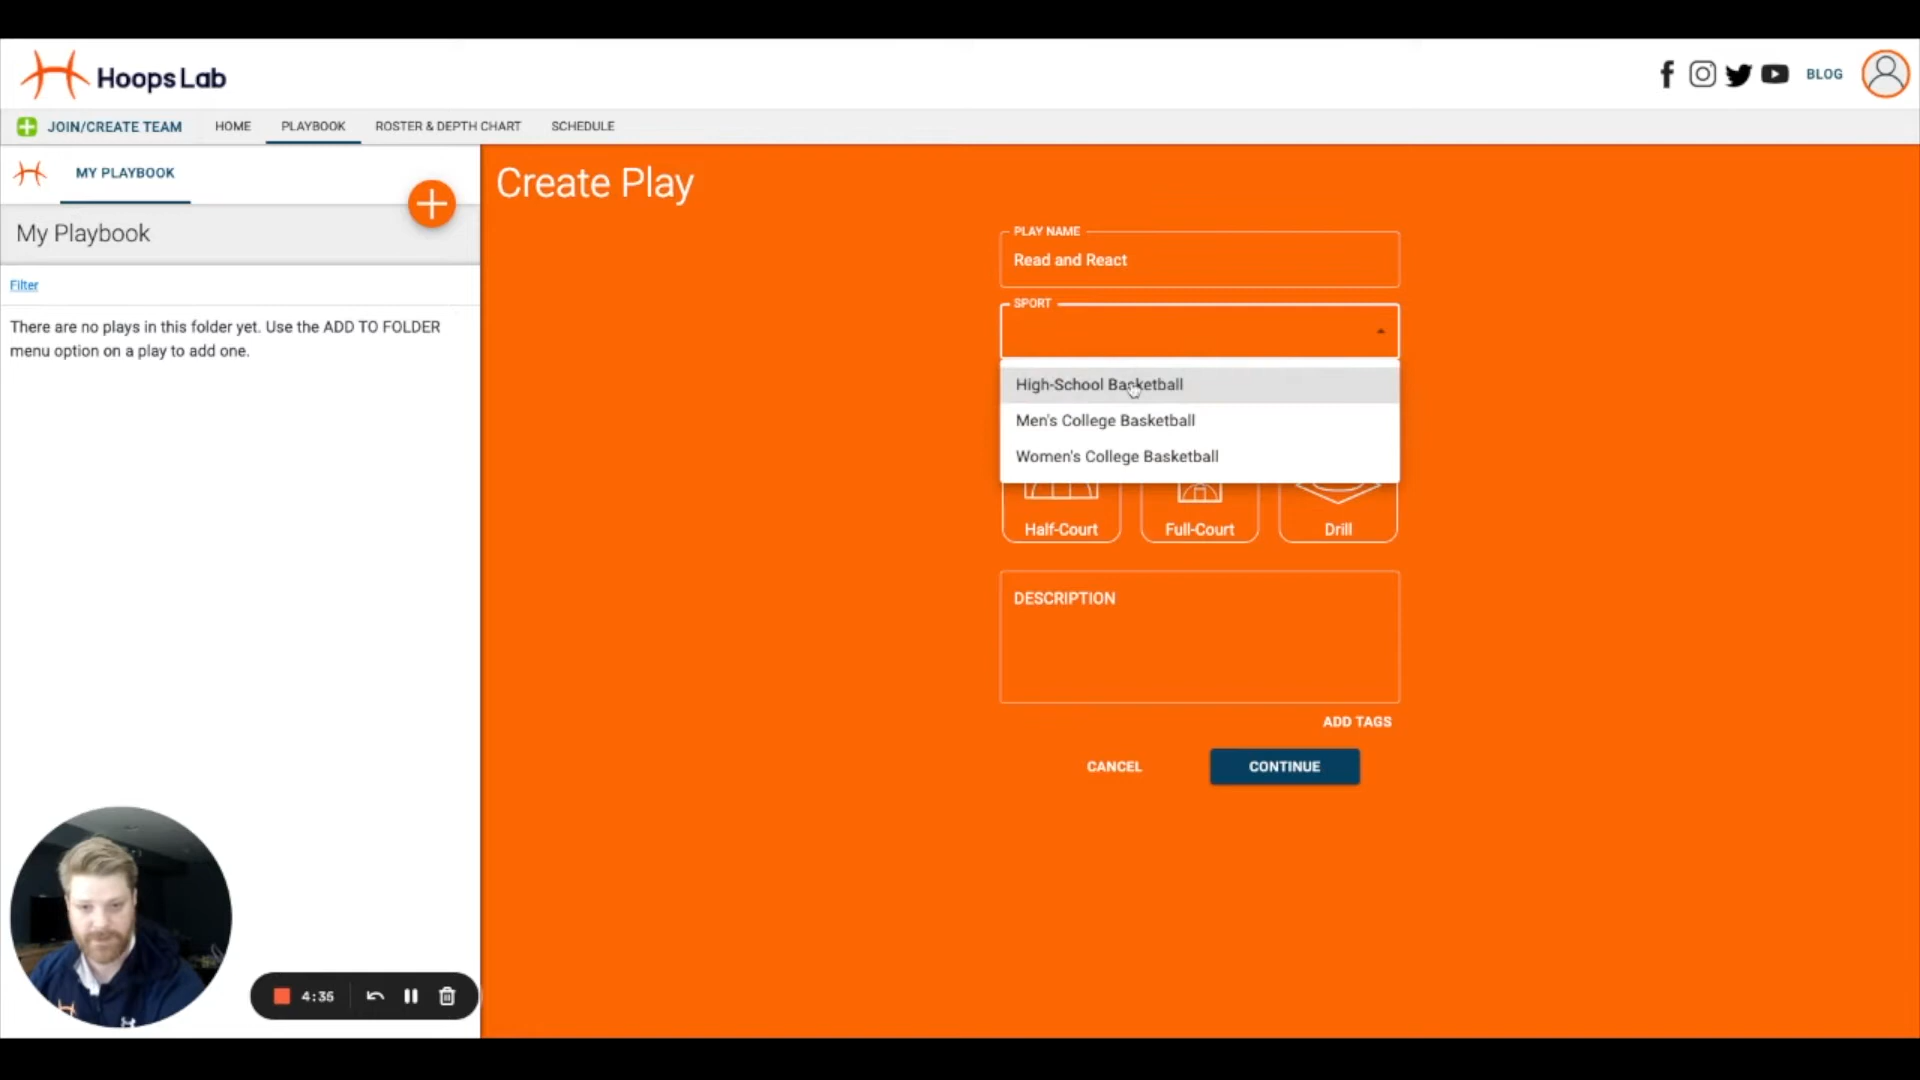 Hoops Lab
BLOG
JOIN/CREATE TEAM
HOME
PLAYBOOK
ROSTER & DEPTH CHART
SCHEDULE
MY PLAYBOOK
My Playbook
Filter
There are no plays in this folder yet. Use the ADD TO FOLDER
menu option on a play to add one.
Create Play
PLAY NAME
Read and React
SPORT
High-School Basketball
Men's College Basketball
Women's College Basketball
Half-Court
Full-Court
Drill
DESCRIPTION
ADD TAGS
CANCEL
CONTINUE
4:35